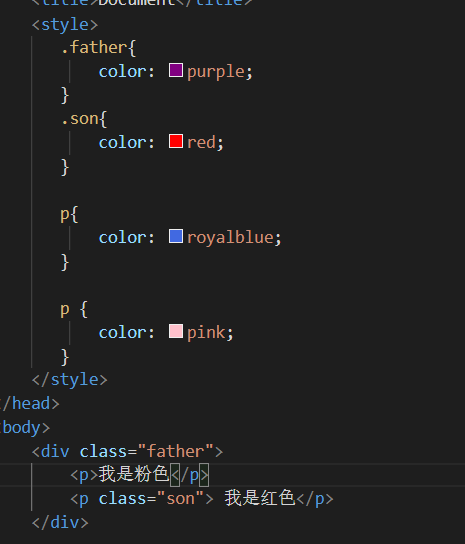 <title>Document</title>
<style>
.father{
color: purple;
}
.son{
color: red;
}
p{
color: royalblue;
}
p {
color: pink;
}
</style>
</head>
<body>
<div class="father">
<p>我是粉色</p>
<p class="son"> 我是红色</p>
</div>